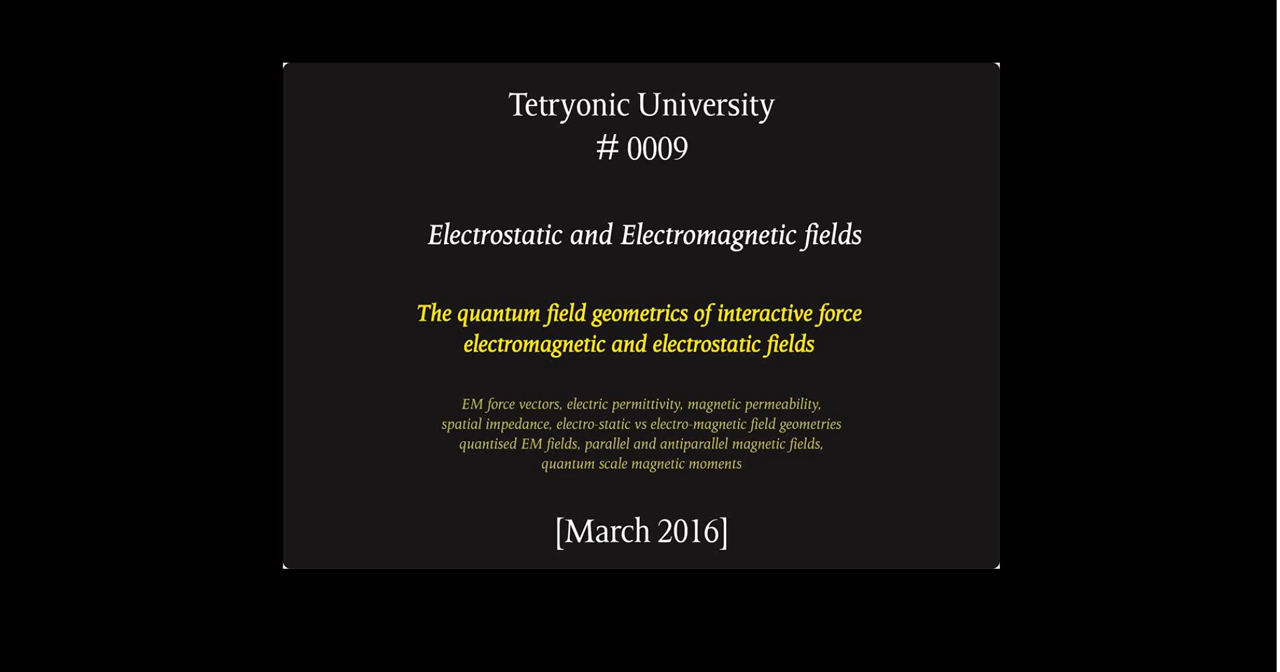 Tetryonic University
# 0009
Electrostatic and Electromagnetic fields
The quantum field geometrics of interactive force
electromagnetic and electrostatic fields
EM force vectors, electric permittivity, magnetic permeability,
spatial impedance, electro-static vs electro-magnetic field geometries
quantised EM fields, parallel and antiparallel magnetic fields,
quantum scale magnetic moments
[March 2016]